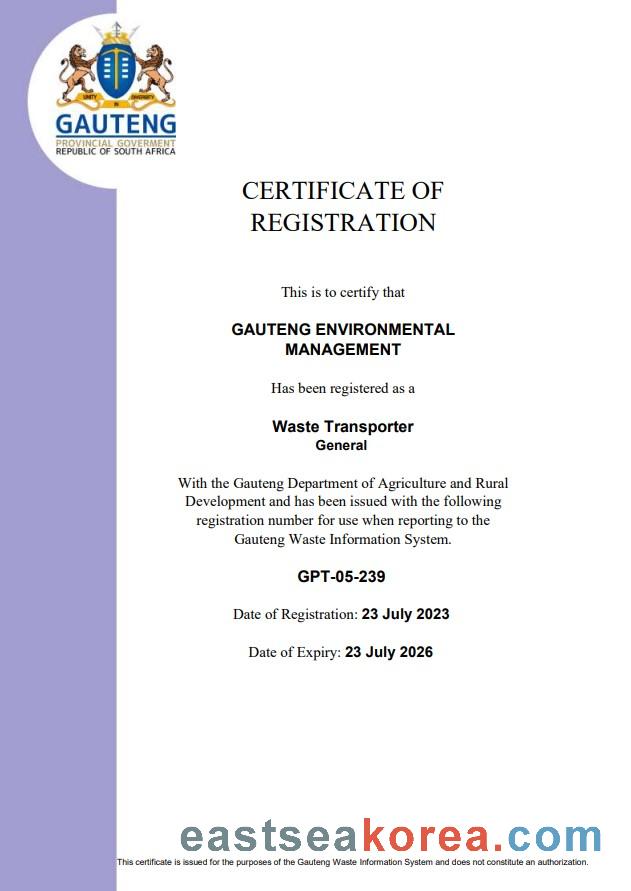 UNITY IN DIVERSITY
GAUTENG
PROVINCIAL GOVERMENT
REPUBLIC OF SOUTH AFRICA
CERTIFICATE OF
REGISTRATION
This is to certify that
GAUTENG ENVIRONMENTAL
MANAGEMENT
Has been registered as a
Waste Transporter
General
With the Gauteng Department of Agriculture and Rural
Development and has been issued with the following
registration number for use when reporting to the
Gauteng Waste Information System.
GPT-05-239
Date of Registration: 23 July 2023
Date of Expiry: 23 July 2026
eastseakorea.com
This certificate is issued for the purposes of the Gauteng Waste Information System and does not constitute an authorization.